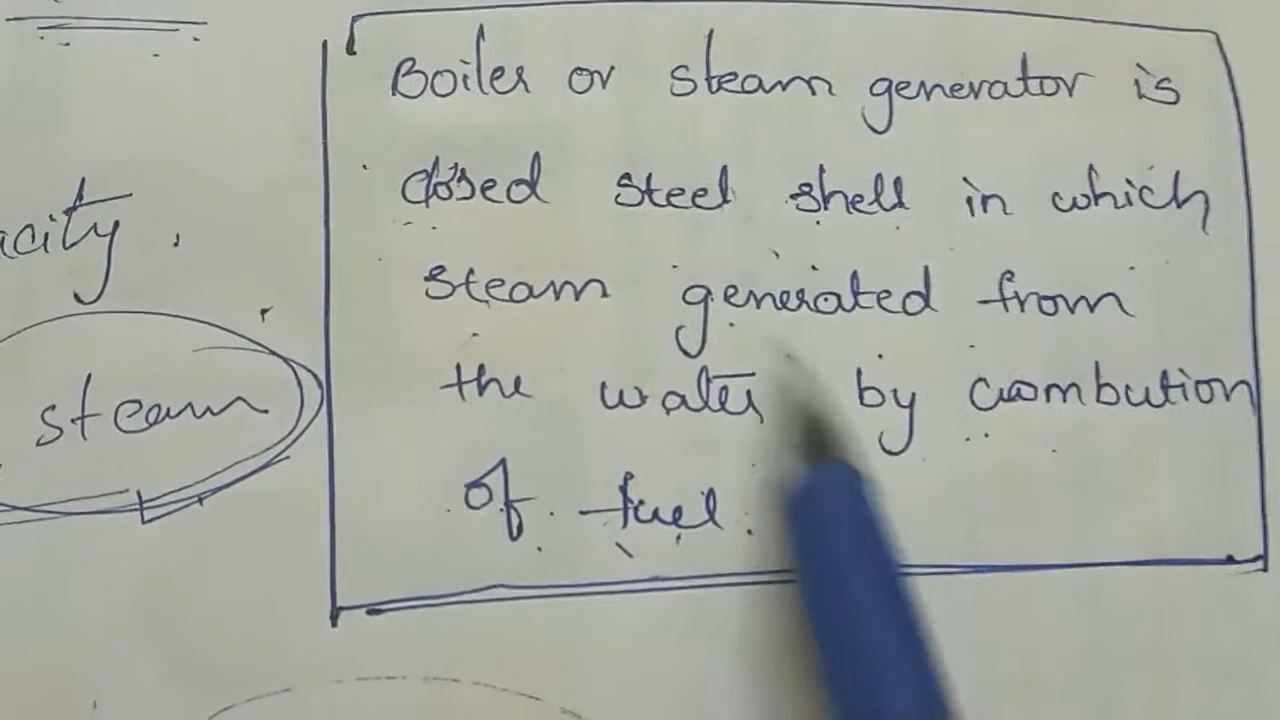 Boiler or steam generator is
closed steel shell in which
acity.
steam generated from
steam
the water by combution
of fuel.